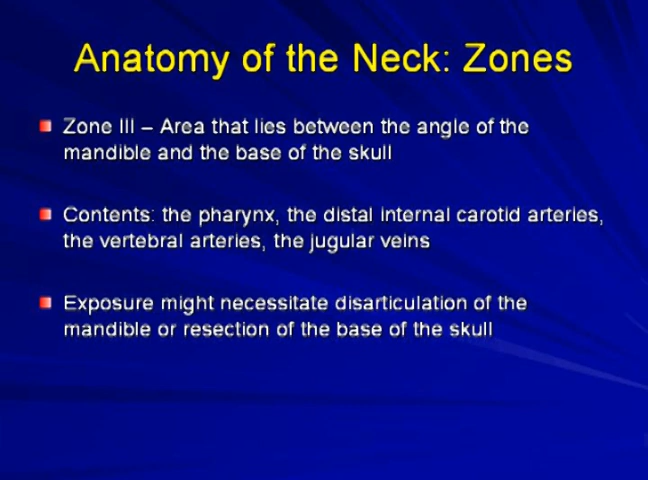 Anatomy of the Neck: Zones
Zone III – Area that lies between the angle of the
mandible and the base of the skull
Contents: the pharynx, the distal internal carotid arteries,
the vertebral arteries, the jugular veins
Exposure might necessitate disarticulation of the
mandible or resection of the base of the skull